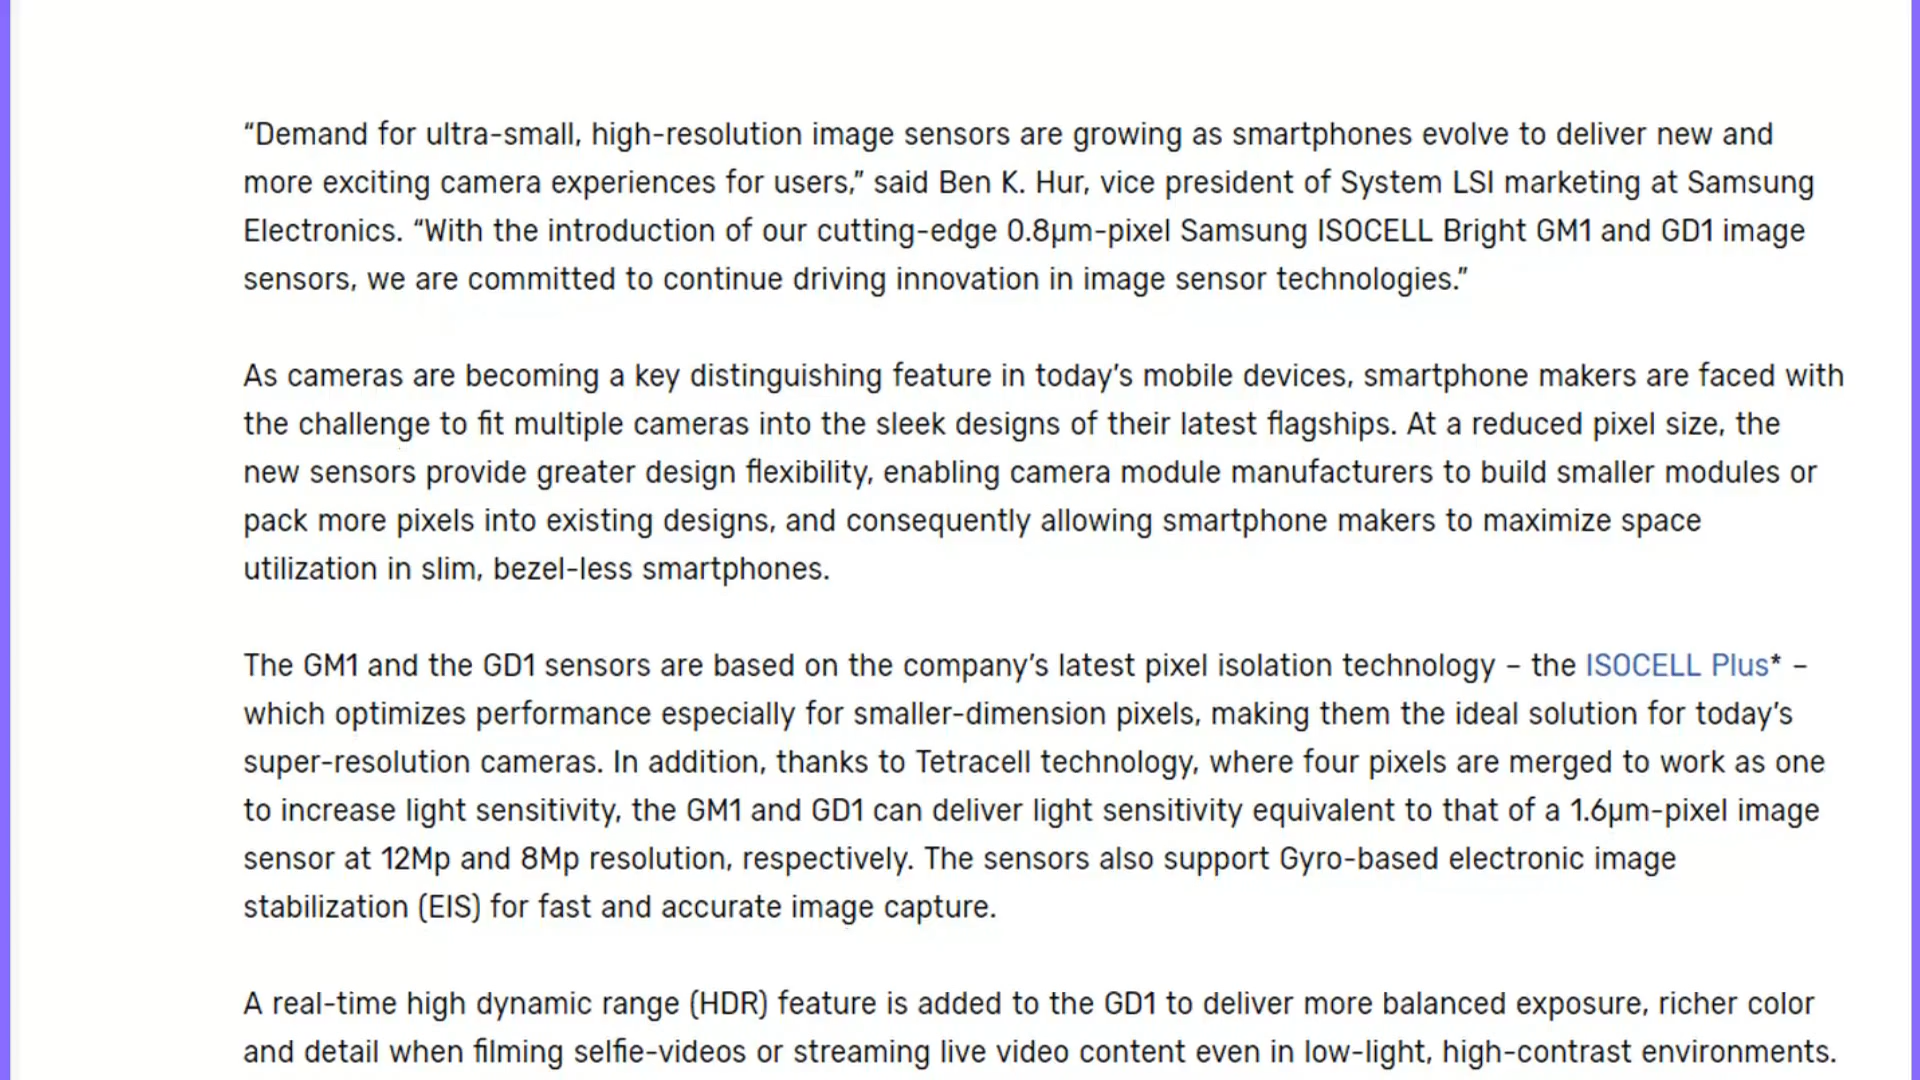 “Demand for ultra-small, high-resolution image sensors are growing as smartphones evolve to deliver new and
more exciting camera experiences for users,” said Ben K. Hur, vice president of System LSI marketing at Samsung
Electronics. “With the introduction of our cutting-edge 0.8μm-pixel Samsung ISOCELL Bright GM1 and GD1 image
sensors, we are committed to continue driving innovation in image sensor technologies.”
As cameras are becoming a key distinguishing feature in today’s mobile devices, smartphone makers are faced with
the challenge to fit multiple cameras into the sleek designs of their latest flagships. At a reduced pixel size, the
new sensors provide greater design flexibility, enabling camera module manufacturers to build smaller modules or
pack more pixels into existing designs, and consequently allowing smartphone makers to maximize space
utilization in slim, bezel-less smartphones.
The GM1 and the GD1 sensors are based on the company’s latest pixel isolation technology – the ISOCELL Plus* –
which optimizes performance especially for smaller-dimension pixels, making them the ideal solution for today’s
super-resolution cameras. In addition, thanks to Tetracell technology, where four pixels are merged to work as one
to increase light sensitivity, the GM1 and GD1 can deliver light sensitivity equivalent to that of a 1.6μm-pixel image
sensor at 12Mp and 8Mp resolution, respectively. The sensors also support Gyro-based electronic image
stabilization (EIS) for fast and accurate image capture.
A real-time high dynamic range (HDR) feature is added to the GD1 to deliver more balanced exposure, richer color
and detail when filming selfie-videos or streaming live video content even in low-light, high-contrast environments.